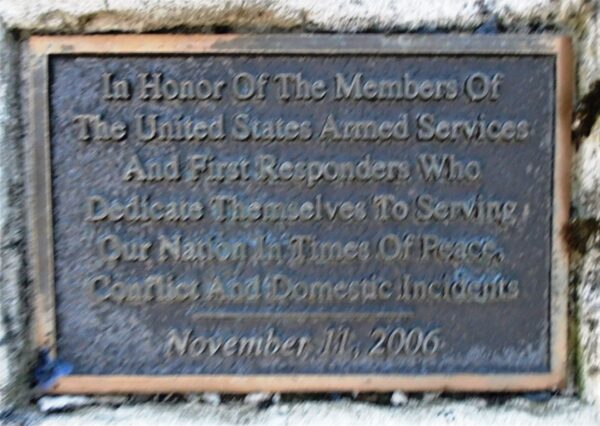 In Honor Of The Members Of
The United States Armed Services
And First Responders Who
Dedicate Themselves To Serving
Our Nation In Times Of Peace,
Conflict And Domestic Incidents
November 11, 2006